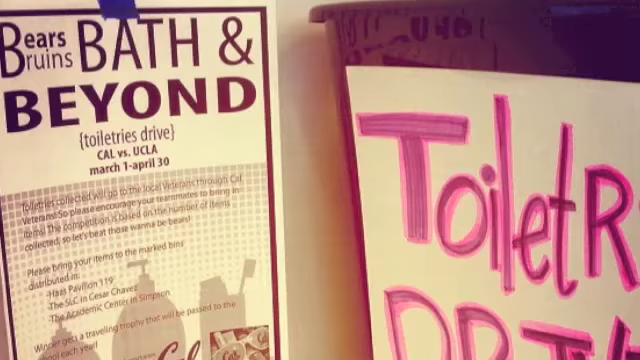 Bears
Bruins
BATH &
BEYOND
{toiletries drive}
CAL vs. UCLA
march 1-april 30
Toiletries collected will go to the local Veterans through Cal
Veterans! So please encourage your teammates to bring in
items! The competition is based on the number of items
collected, so let's beat those wanna be bears!
Please bring your items to the marked bins
distributed in:
-Haas Pavilion 119
-The SLC in Cesar Chavez
-The Academic Center in Simpson
Winner gets a traveling trophy that will be passed to the
each year!
Cal
ToiletR